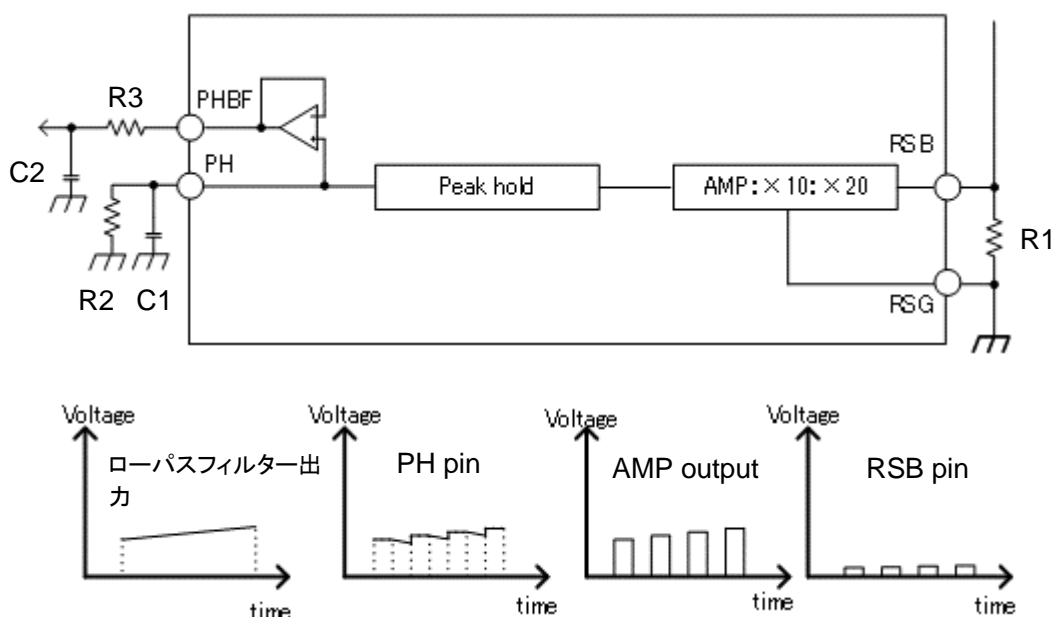 R3
PHBF
C2
PH
R2
C1
Peak hold
AMP:×10:×20
RSB
R1
RSG
Voltage
ローパスフィルター出
力
time
Voltage
PH pin
time
Voltage
AMP output
time
Voltage
RSB pin
time